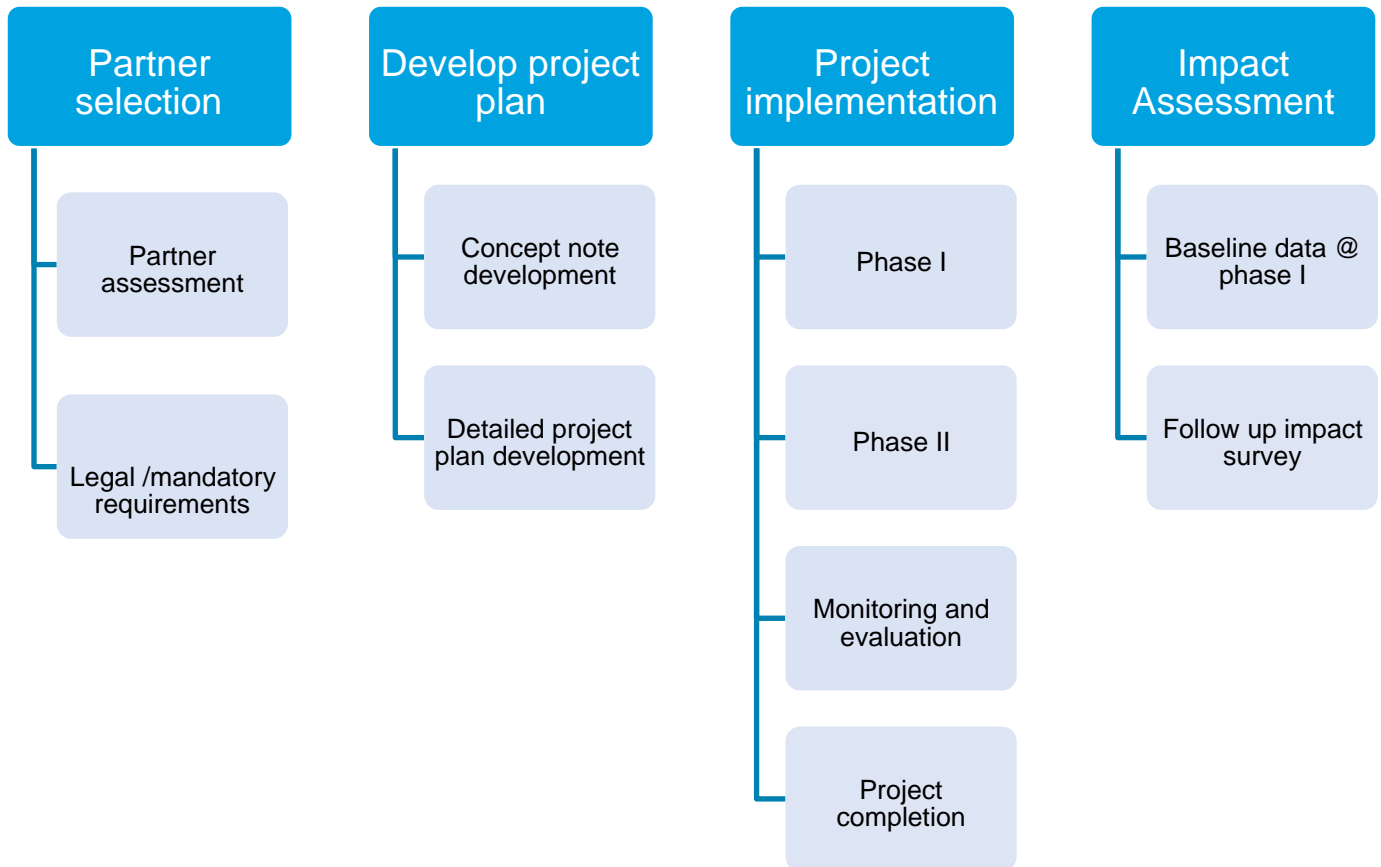 Partner
selection
Partner
assessment
Legal /mandatory
requirements
Develop project
plan
Concept note
development
Detailed project
plan development
Project
implementation
Phase I
Phase II
Monitoring and
evaluation
Project
completion
Impact
Assessment
Baseline data @
phase I
Follow up impact
survey